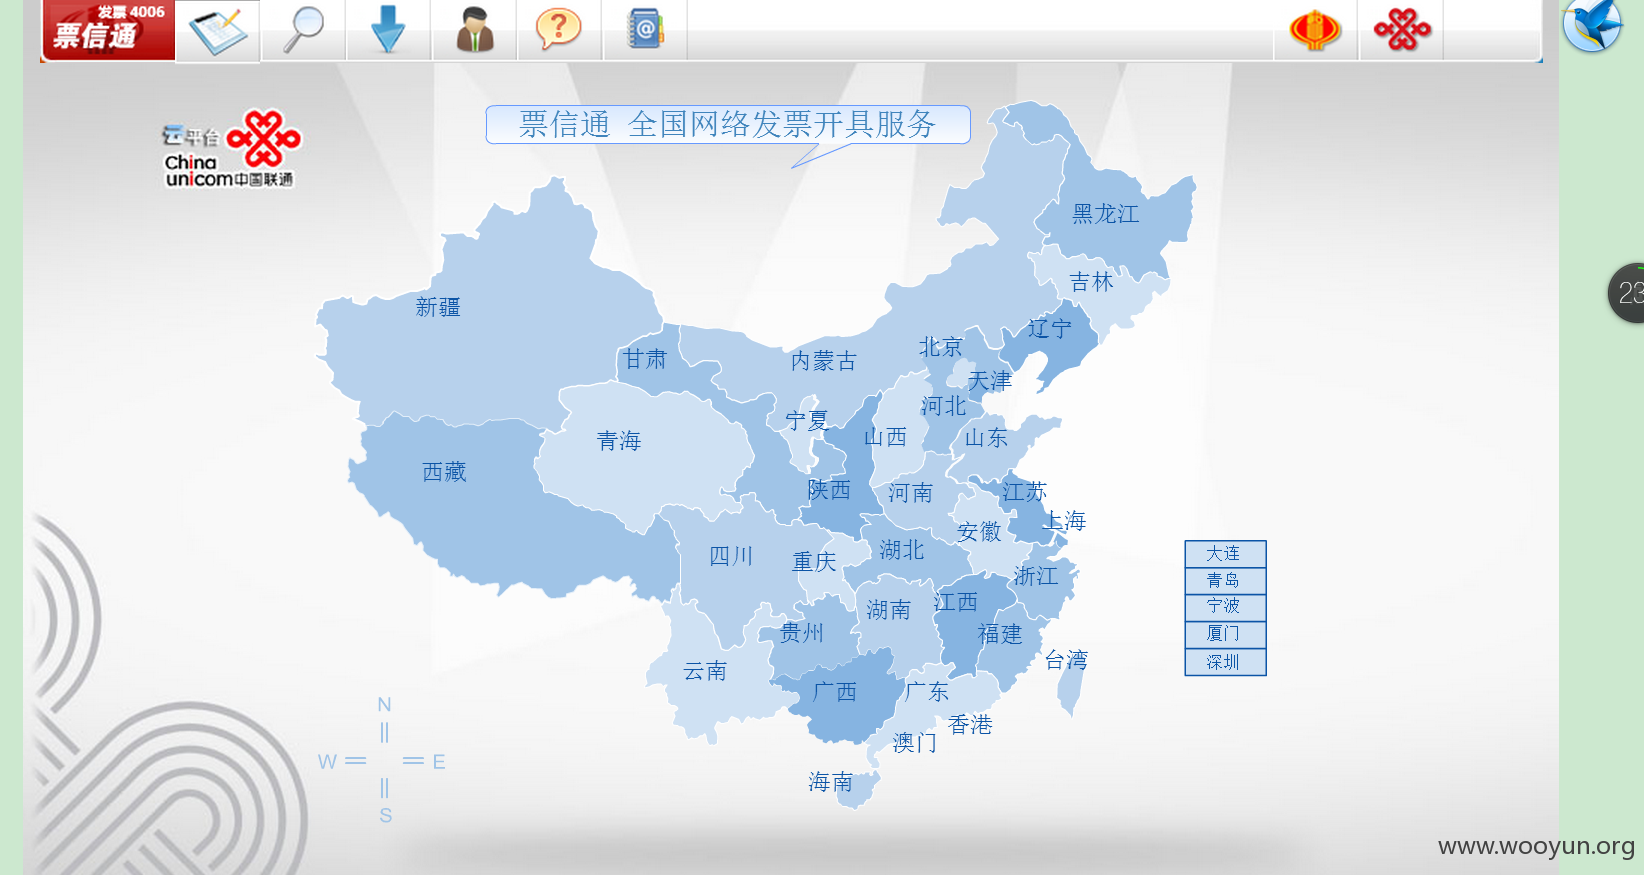 发票 4006
票信通
云平台
China
unicom中国联通
票信通 全国网络发票开具服务
黑龙江
吉林
辽宁
新疆
甘肃
内蒙古
北京
天津
河北
宁夏
山西
山东
青海
西藏
陕西
河南
江苏
上海
安徽
四川
重庆
湖北
浙江
湖南
江西
贵州
福建
云南
台湾
广西
广东
香港
澳门
海南
大连
青岛
宁波
厦门
深圳
N
W
E
S
23
www.wooyun.org